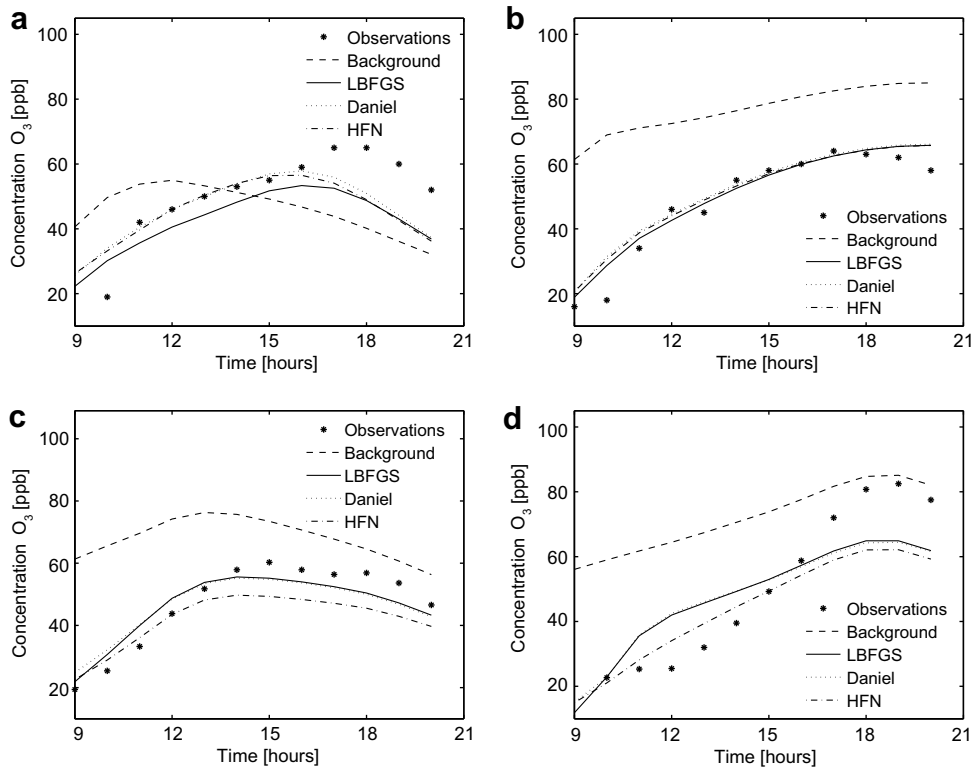 a
100
80
60
40
20
Concentration O3 [ppb]
Observations
Background
LBFGS
Daniel
HFN
9 12 15 18 21
Time [hours]
b
100
80
60
40
20
Concentration O3 [ppb]
Observations
Background
LBFGS
Daniel
HFN
9 12 15 18 21
Time [hours]
c
100
80
60
40
20
Concentration O3 [ppb]
Observations
Background
LBFGS
Daniel
HFN
9 12 15 18 21
Time [hours]
d
100
80
60
40
20
Concentration O3 [ppb]
Observations
Background
LBFGS
Daniel
HFN
9 12 15 18 21
Time [hours]